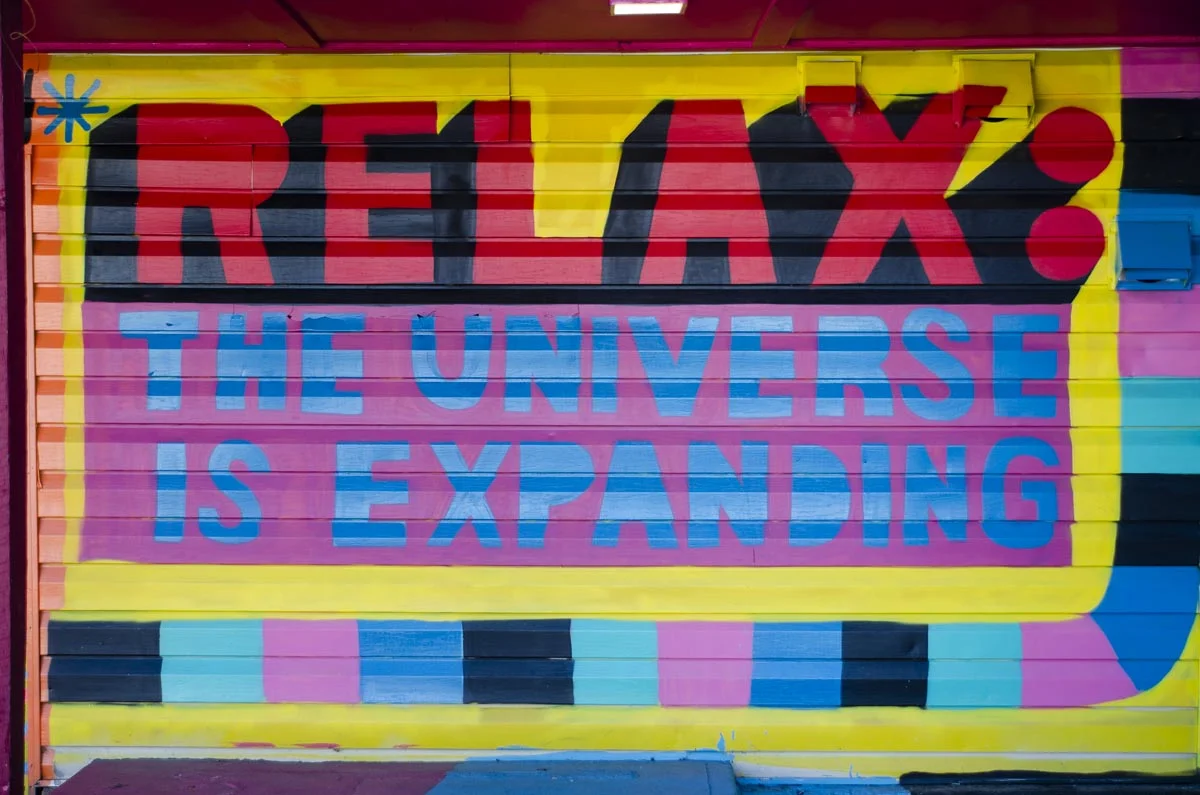 RELAX:
THE UNIVERSE
IS EXPANDING